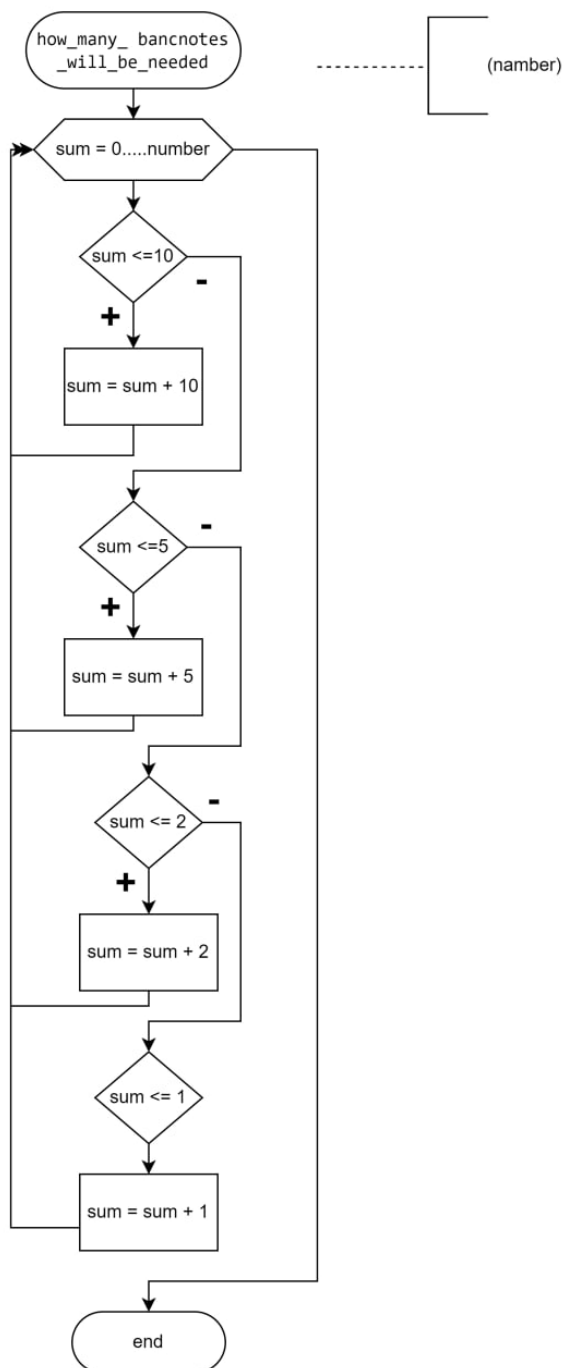 how_many_ bancnotes
_will_be_needed
(namber)
sum = 0.....number
sum <=10
-
+
sum = sum + 10
-
sum <=5
+
sum = sum + 5
-
sum <= 2
+
sum = sum + 2
sum <= 1
sum = sum + 1
end